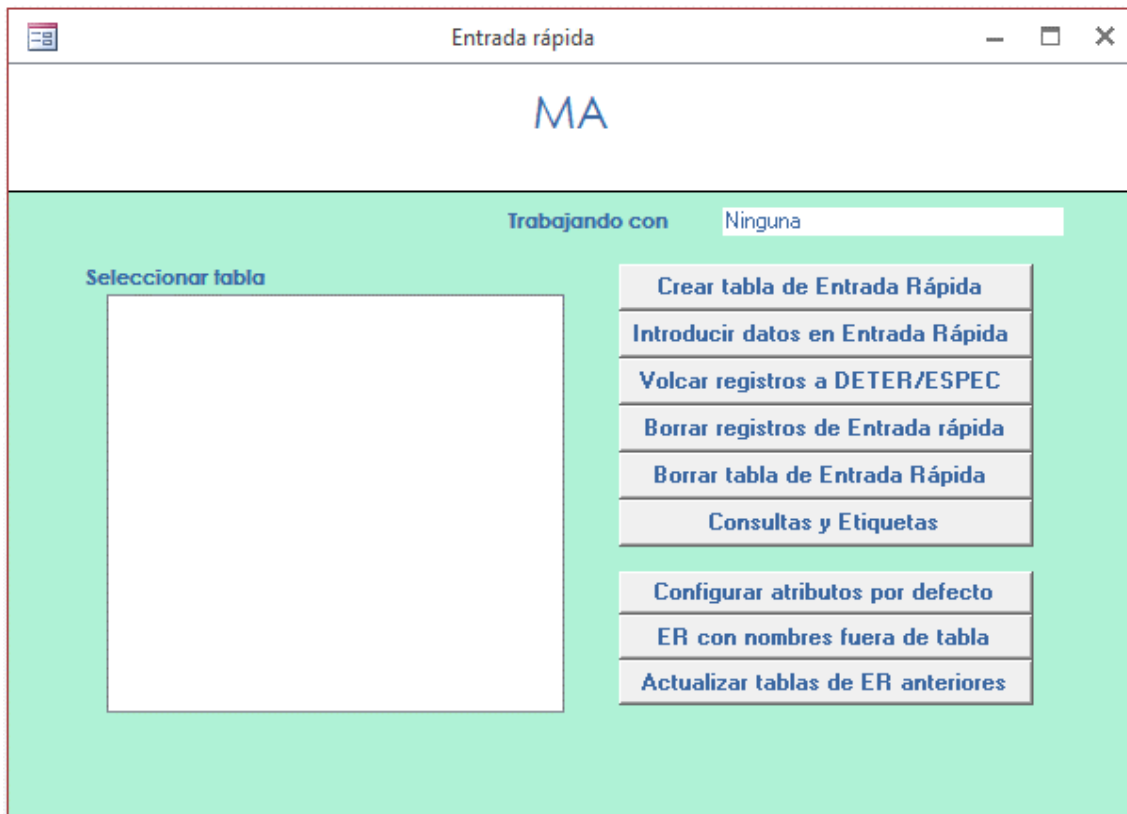 Entrada rápida
MA
Trabajando con Ninguna
Seleccionar tabla
Crear tabla de Entrada Rápida
Introducir datos en Entrada Rápida
Volcar registros a DETER/ESPEC
Borrar registros de Entrada rápida
Borrar tabla de Entrada Rápida
Consultas y Etiquetas
Configurar atributos por defecto
ER con nombres fuera de tabla
Actualizar tablas de ER anteriores